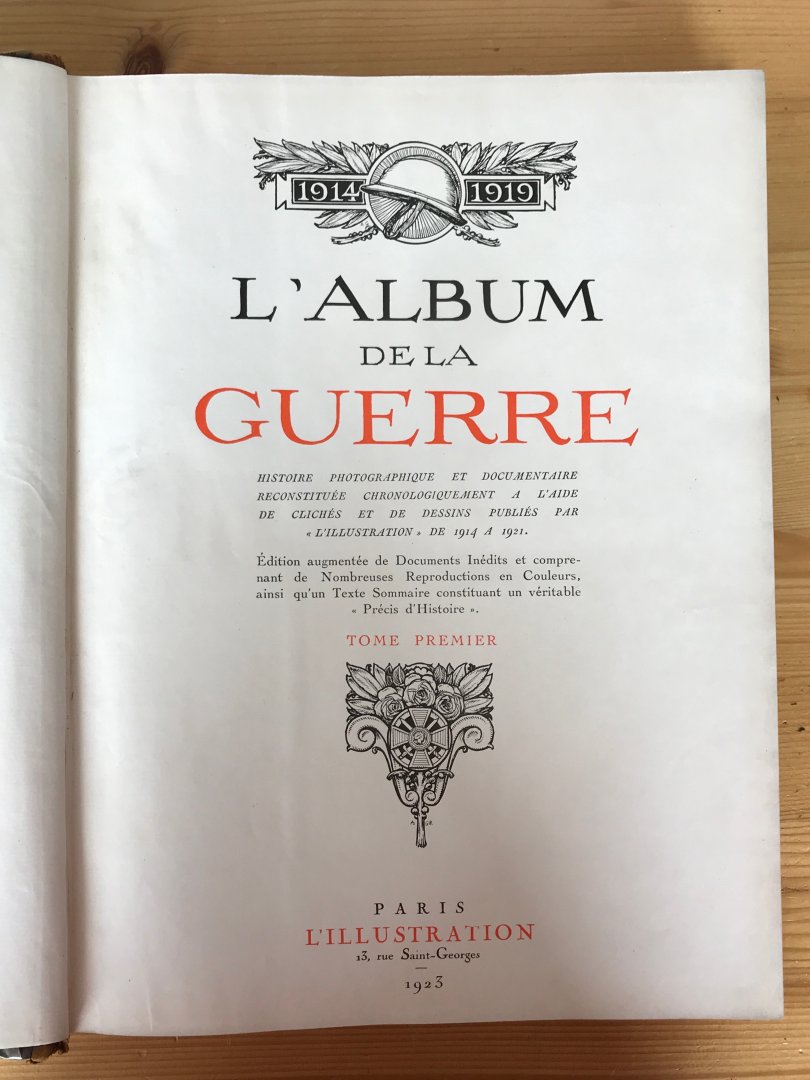 1914 1919
L'ALBUM
DE LA
GUERRE
HISTOIRE PHOTOGRAPHIQUE ET DOCUMENTAIRE
RECONSTITUÉE CHRONOLOGIQUEMENT A L'AIDE
DE CLICHÉS ET DE DESSINS PUBLIÉS PAR
« L'ILLUSTRATION » DE 1914 A 1921.
Édition augmentée de Documents Inédits et compre-
nant de Nombreuses Reproductions en Couleurs,
ainsi qu'un Texte Sommaire constituant un véritable
« Précis d'Histoire ».
TOME PREMIER
PARIS
L'ILLUSTRATION
13, rue Saint-Georges
—
1923